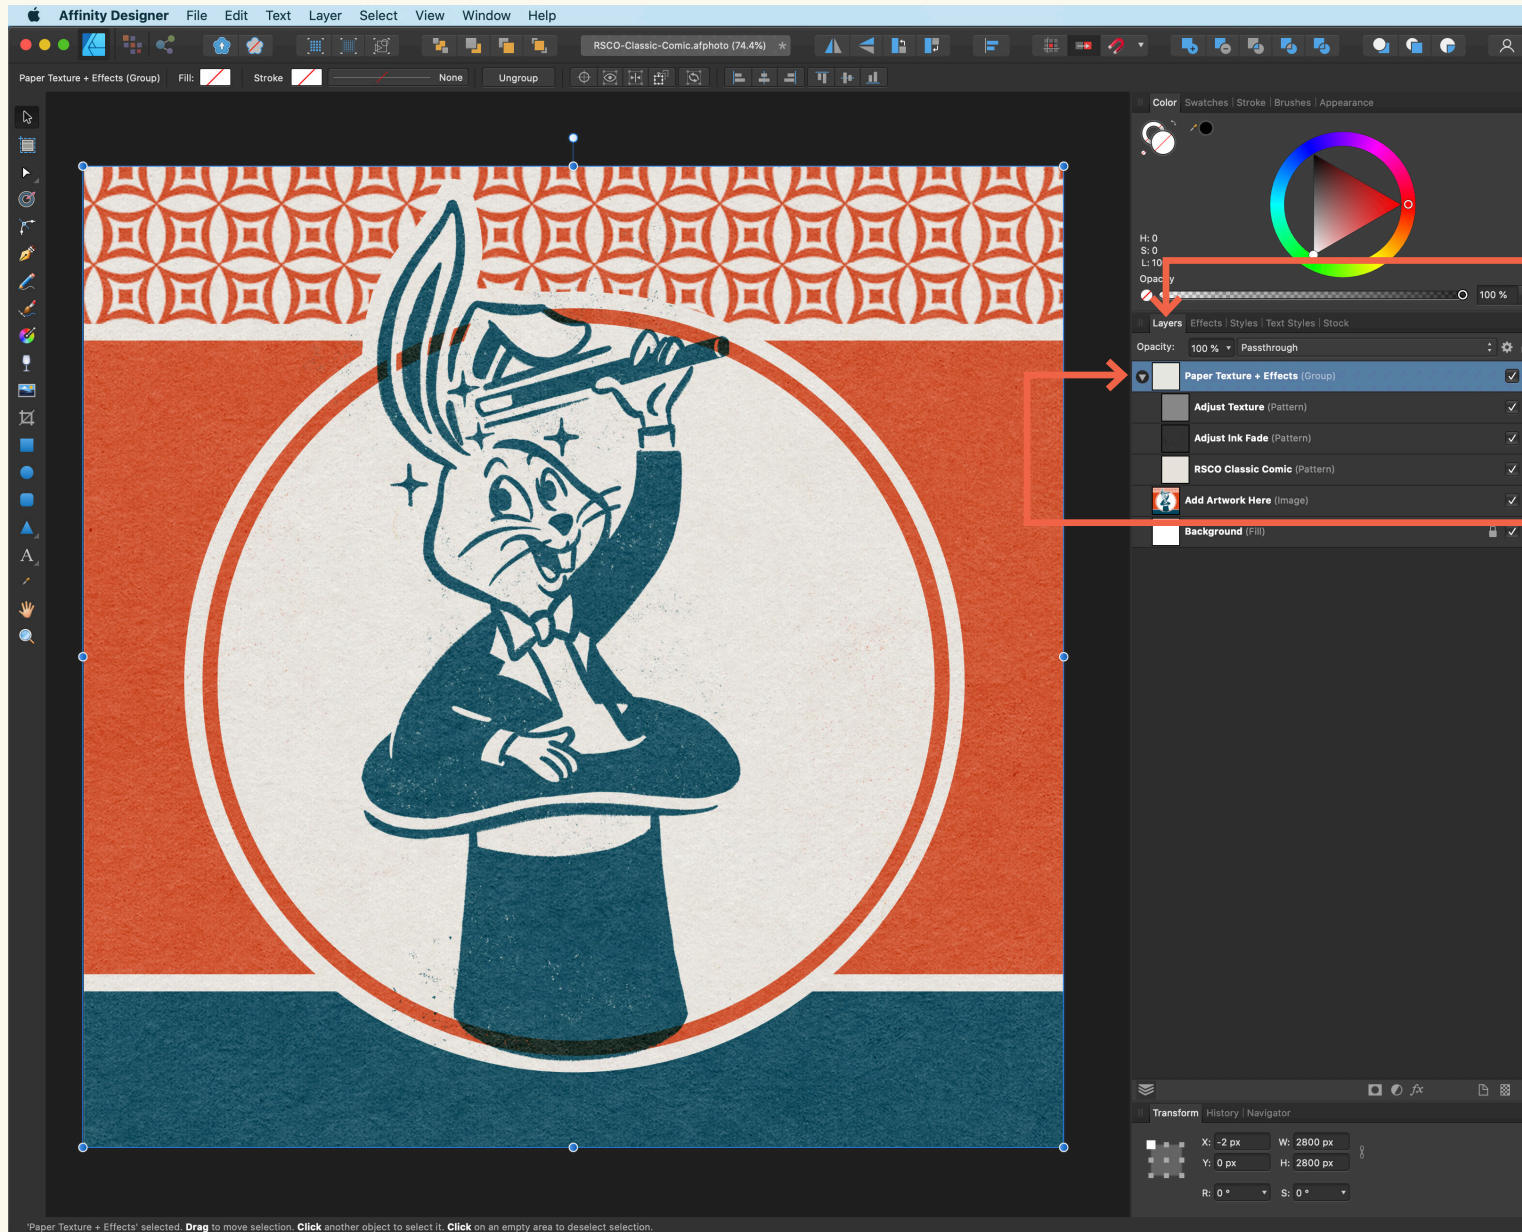 Affinity Designer File Edit Text Layer Select View Window Help
RSCO-Classic-Comic.afphoto (74.4%)
Paper Texture + Effects (Group) Fill: Stroke None Ungroup
Color Swatches Stroke Brushes Appearance
H: 0
S: 0
L: 10
Opacity
100 %
Layers Effects Styles Text Styles Stock
Opacity: 100 % Passthrough
Paper Texture + Effects (Group)
Adjust Texture (Pattern)
Adjust Ink Fade (Pattern)
RSCO Classic Comic (Pattern)
Add Artwork Here (Image)
Background (Fill)
fx
Transform History Navigator
X: -2 px W: 2800 px
Y: 0 px H: 2800 px
R: 0 ° S: 0 °
'Paper Texture + Effects' selected. Drag to move selection. Click another object to select it. Click on an empty area to deselect selection.